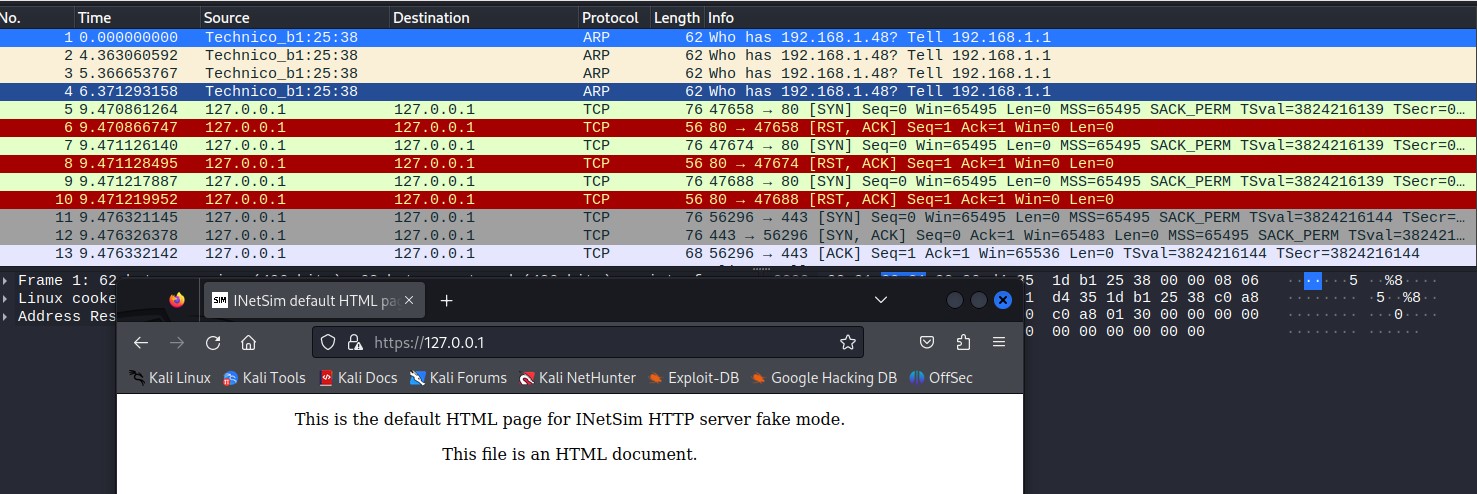 No. Time Source Destination Protocol Length Info
1 0.000000000 Technico_b1:25:38 ARP 62 Who has 192.168.1.48? Tell 192.168.1.1
2 4.363060592 Technico_b1:25:38 ARP 62 Who has 192.168.1.48? Tell 192.168.1.1
3 5.366653767 Technico_b1:25:38 ARP 62 Who has 192.168.1.48? Tell 192.168.1.1
4 6.371293158 Technico_b1:25:38 ARP 62 Who has 192.168.1.48? Tell 192.168.1.1
5 9.470861264 127.0.0.1 127.0.0.1 TCP 76 47658 → 80 [SYN] Seq=0 Win=65495 Len=0 MSS=65495 SACK_PERM TSval=3824216139 TSecr=0…
6 9.470866747 127.0.0.1 127.0.0.1 TCP 56 80 → 47658 [RST, ACK] Seq=1 Ack=1 Win=0 Len=0
7 9.471126140 127.0.0.1 127.0.0.1 TCP 76 47674 → 80 [SYN] Seq=0 Win=65495 Len=0 MSS=65495 SACK_PERM TSval=3824216139 TSecr=0…
8 9.471128495 127.0.0.1 127.0.0.1 TCP 56 80 → 47674 [RST, ACK] Seq=1 Ack=1 Win=0 Len=0
9 9.471217887 127.0.0.1 127.0.0.1 TCP 76 47688 → 80 [SYN] Seq=0 Win=65495 Len=0 MSS=65495 SACK_PERM TSval=3824216139 TSecr=0…
10 9.471219952 127.0.0.1 127.0.0.1 TCP 56 80 → 47688 [RST, ACK] Seq=1 Ack=1 Win=0 Len=0
11 9.476321145 127.0.0.1 127.0.0.1 TCP 76 56296 → 443 [SYN] Seq=0 Win=65495 Len=0 MSS=65495 SACK_PERM TSval=3824216144 TSecr=…
12 9.476326378 127.0.0.1 127.0.0.1 TCP 76 443 → 56296 [SYN, ACK] Seq=0 Ack=1 Win=65483 Len=0 MSS=65495 SACK_PERM TSval=382421…
13 9.476332142 127.0.0.1 127.0.0.1 TCP 68 56296 → 443 [ACK] Seq=1 Ack=1 Win=65536 Len=0 TSval=3824216144 TSecr=3824216144
Frame 1: 62
Linux cooke
Address Res
35 1d b1 25 38 00 00 08 06 ········5 ·%8····
d4 35 1d b1 25 38 c0 a8 ········ ·5··%8··
c0 a8 01 30 00 00 00 00 ···0····
00 00 00 00 00 00 ········ ······
SIM INetSim default HTML pa
https://127.0.0.1
Kali Linux Kali Tools Kali Docs Kali Forums Kali NetHunter Exploit-DB Google Hacking DB OffSec
This is the default HTML page for INetSim HTTP server fake mode.
This file is an HTML document.